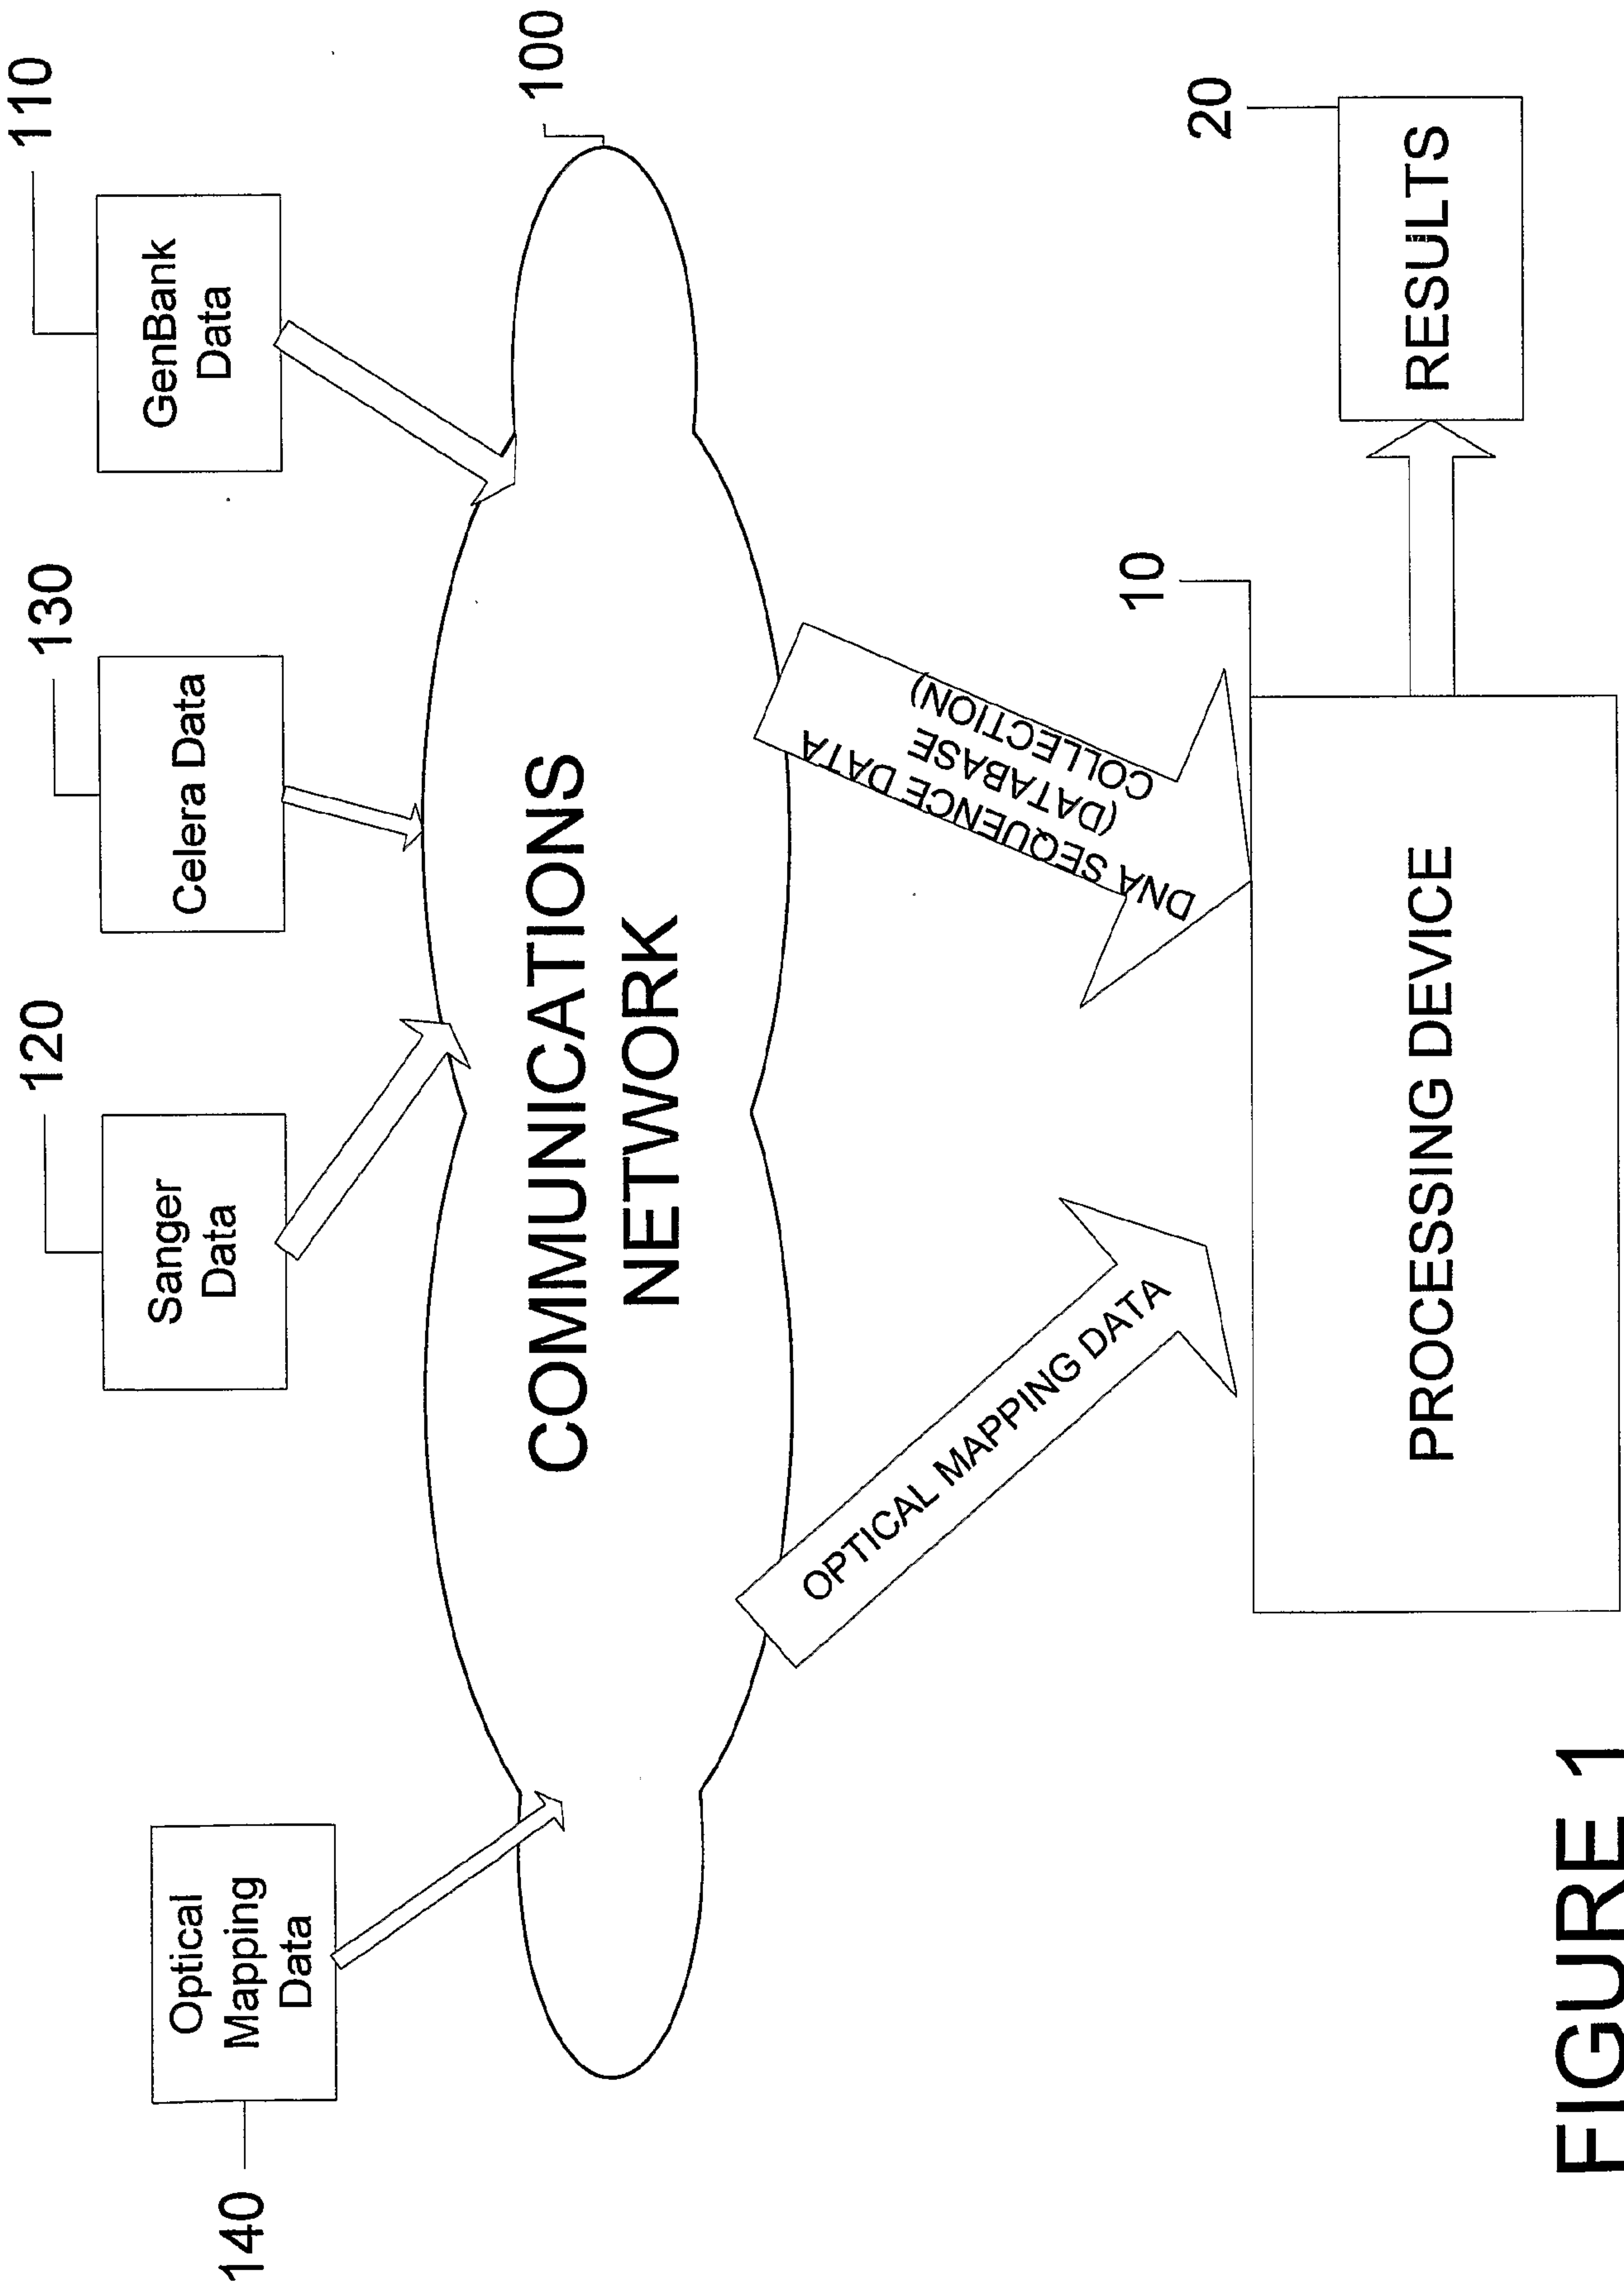 140
Optical
Mapping
Data
120
Sanger
Data
130
Celera Data
110
GenBank
Data
100
COMMUNICATIONS
NETWORK
OPTICAL MAPPING DATA
DNA SEQUENCE DATA
(DATABASE
COLLECTION)
10
PROCESSING DEVICE
20
RESULTS
FIGURE 1